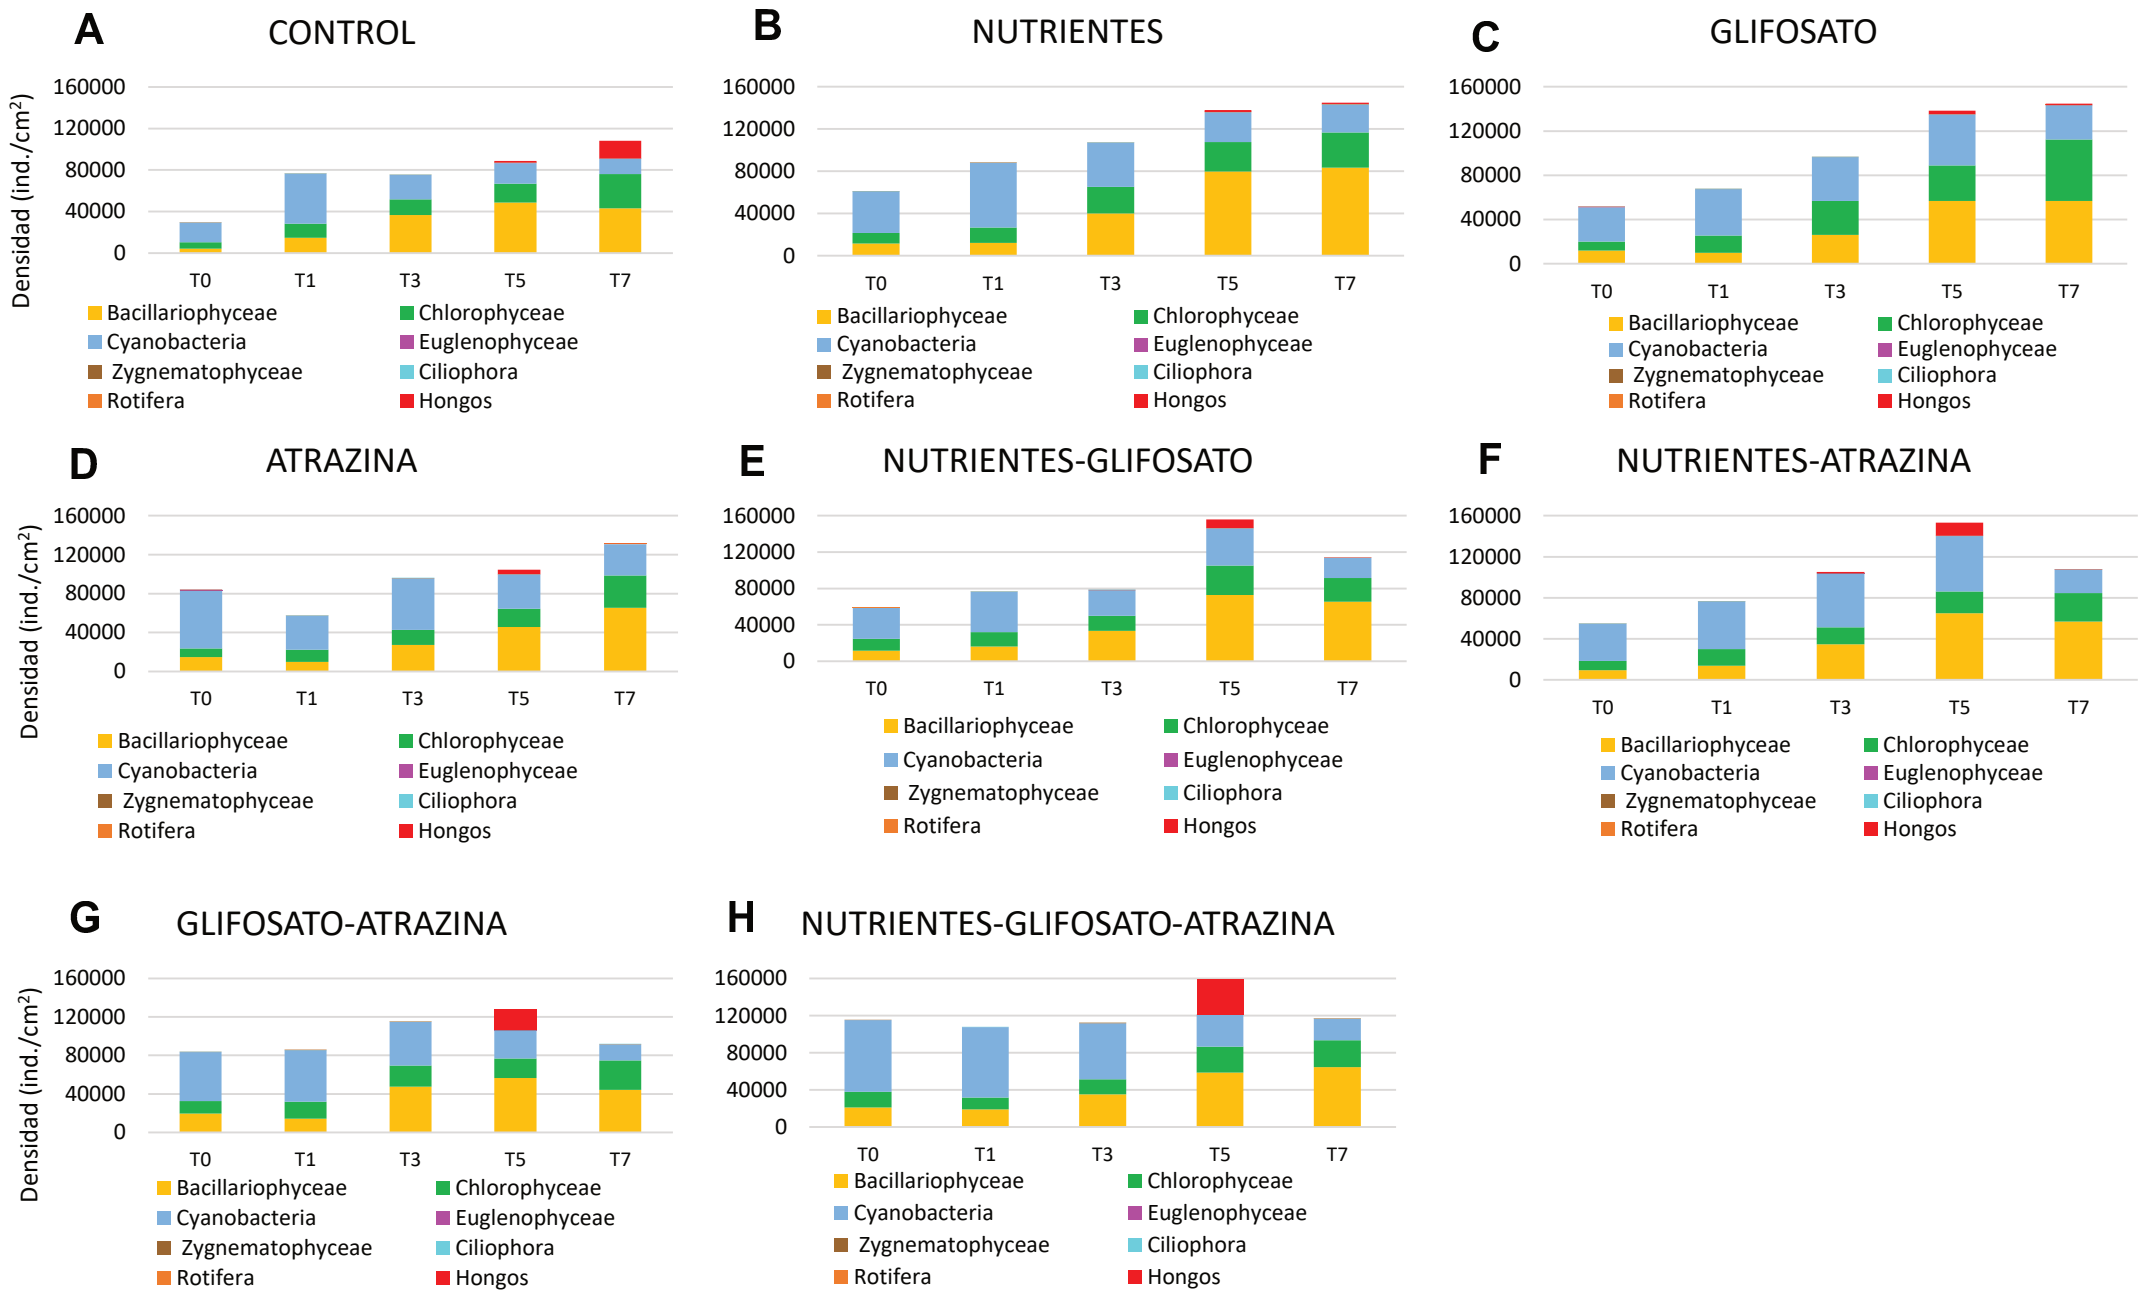 A
CONTROL
Densidad (ind./cm²)
160000
120000
80000
40000
0
T0 T1 T3 T5 T7
Bacillariophyceae Chlorophyceae
Cyanobacteria Euglenophyceae
Zygnematophyceae Ciliophora
Rotifera Hongos
B
NUTRIENTES
160000
120000
80000
40000
0
T0 T1 T3 T5 T7
Bacillariophyceae Chlorophyceae
Cyanobacteria Euglenophyceae
Zygnematophyceae Ciliophora
Rotifera Hongos
C
GLIFOSATO
160000
120000
80000
40000
0
T0 T1 T3 T5 T7
Bacillariophyceae Chlorophyceae
Cyanobacteria Euglenophyceae
Zygnematophyceae Ciliophora
Rotifera Hongos
D
ATRAZINA
Densidad (ind./cm²)
160000
120000
80000
40000
0
T0 T1 T3 T5 T7
Bacillariophyceae Chlorophyceae
Cyanobacteria Euglenophyceae
Zygnematophyceae Ciliophora
Rotifera Hongos
E
NUTRIENTES-GLIFOSATO
160000
120000
80000
40000
0
T0 T1 T3 T5 T7
Bacillariophyceae Chlorophyceae
Cyanobacteria Euglenophyceae
Zygnematophyceae Ciliophora
Rotifera Hongos
F
NUTRIENTES-ATRAZINA
160000
120000
80000
40000
0
T0 T1 T3 T5 T7
Bacillariophyceae Chlorophyceae
Cyanobacteria Euglenophyceae
Zygnematophyceae Ciliophora
Rotifera Hongos
G
GLIFOSATO-ATRAZINA
Densidad (ind./cm²)
160000
120000
80000
40000
0
T0 T1 T3 T5 T7
Bacillariophyceae Chlorophyceae
Cyanobacteria Euglenophyceae
Zygnematophyceae Ciliophora
Rotifera Hongos
H
NUTRIENTES-GLIFOSATO-ATRAZINA
160000
120000
80000
40000
0
T0 T1 T3 T5 T7
Bacillariophyceae Chlorophyceae
Cyanobacteria Euglenophyceae
Zygnematophyceae Ciliophora
Rotifera Hongos